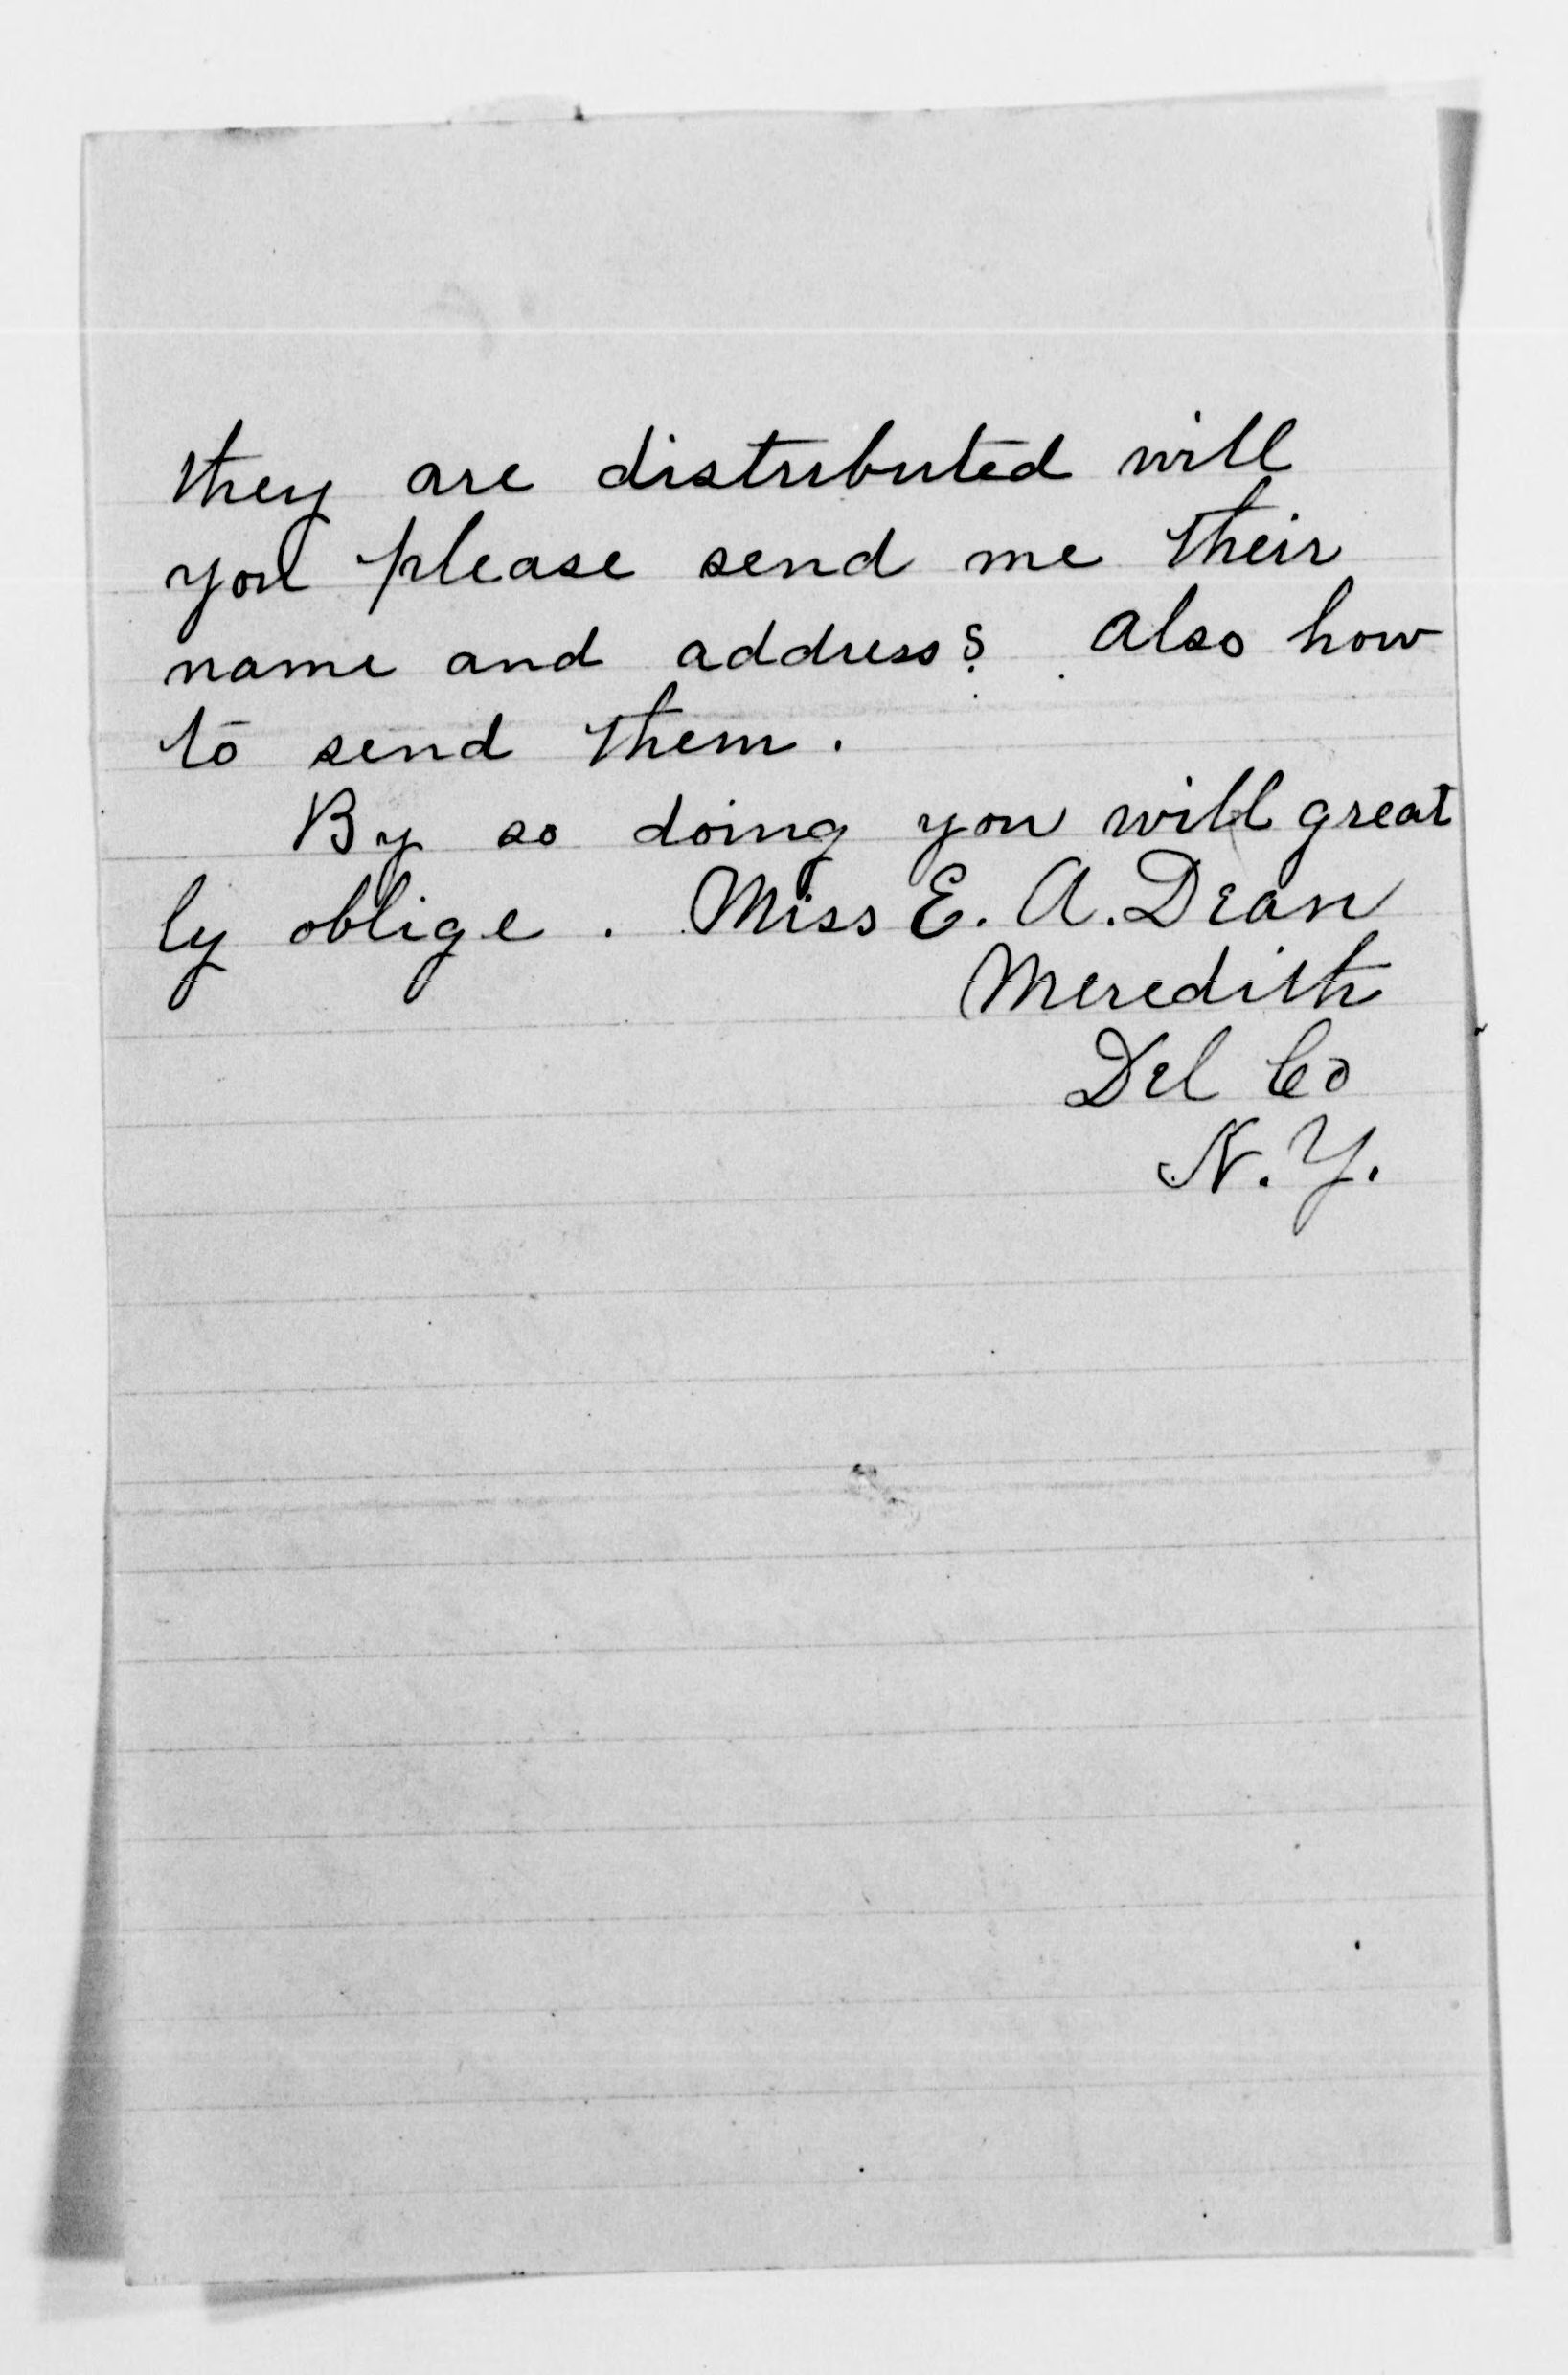 they are distributed will
you please send me their
name and address? Also how
to send them.
By so doing you will great
ly oblige. Miss E. A. Dean
Meredith
Del Co
N. Y.